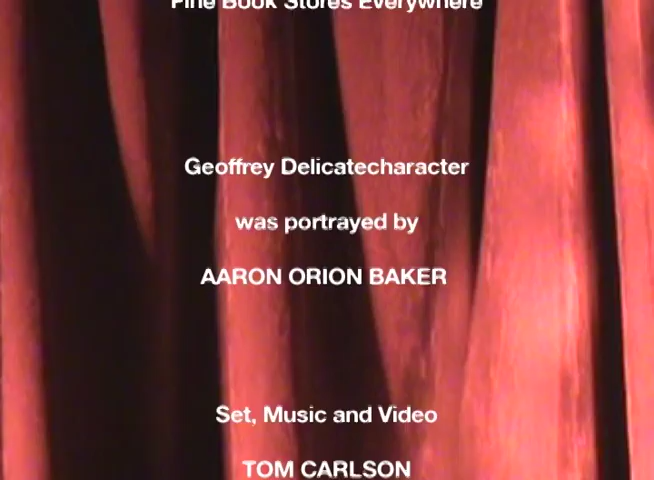 Fine Book Stores Everywhere
Geoffrey Delicatecharacter
was portrayed by
AARON ORION BAKER
Set, Music and Video
TOM CARLSON